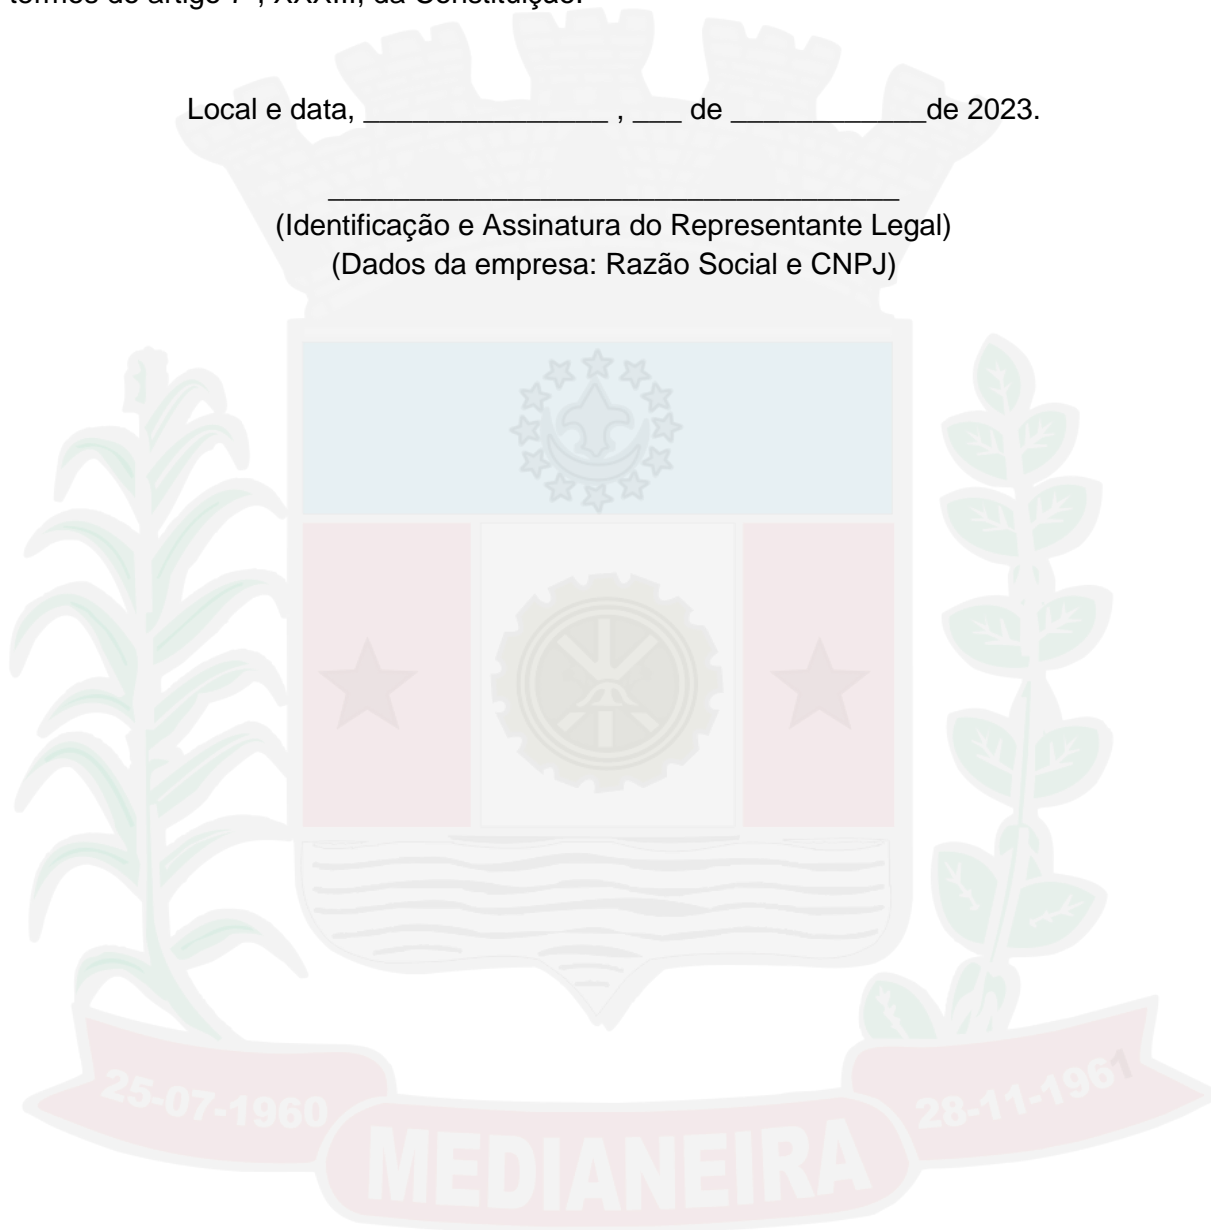 termos do artigo 7°, XXXIII, da Constituição.
Local e data, _______________ , ___ de ____________de 2023.
___________________________________
(Identificação e Assinatura do Representante Legal)
(Dados da empresa: Razão Social e CNPJ)
25-07-1960
28-11-1961
MEDIANEIRA